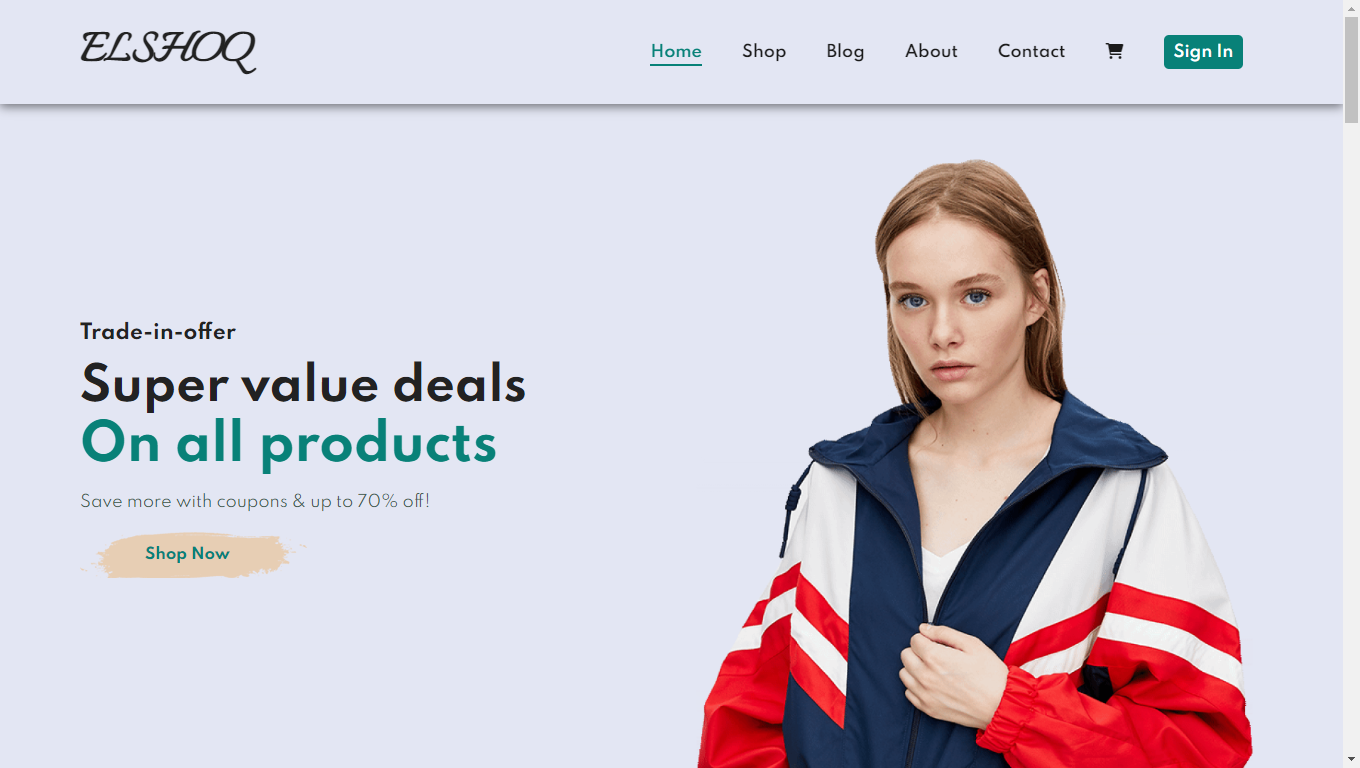 ELSHOQ
Home Shop Blog About Contact Sign In
Trade-in-offer
Super value deals
On all products
Save more with coupons & up to 70% off!
Shop Now